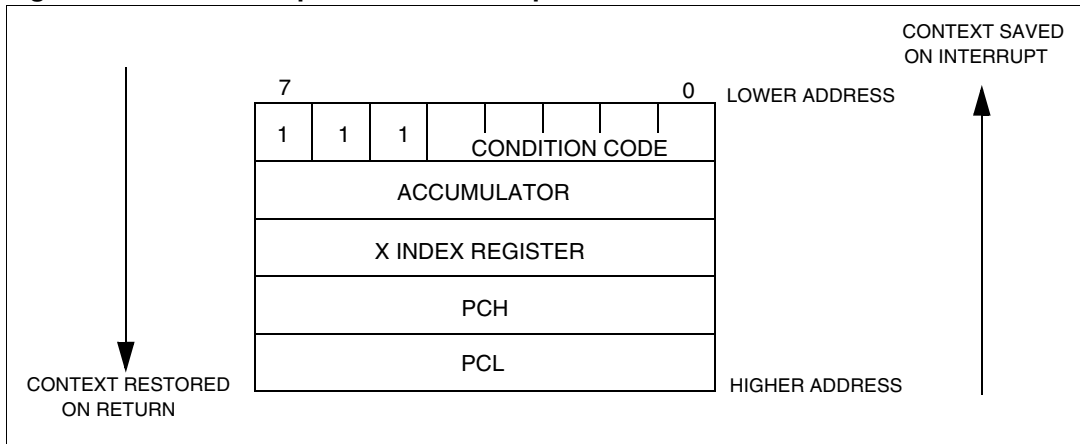 CONTEXT SAVED
ON INTERRUPT
7
0
LOWER ADDRESS
1
1
1
CONDITION CODE
ACCUMULATOR
X INDEX REGISTER
PCH
PCL
CONTEXT RESTORED
ON RETURN
HIGHER ADDRESS